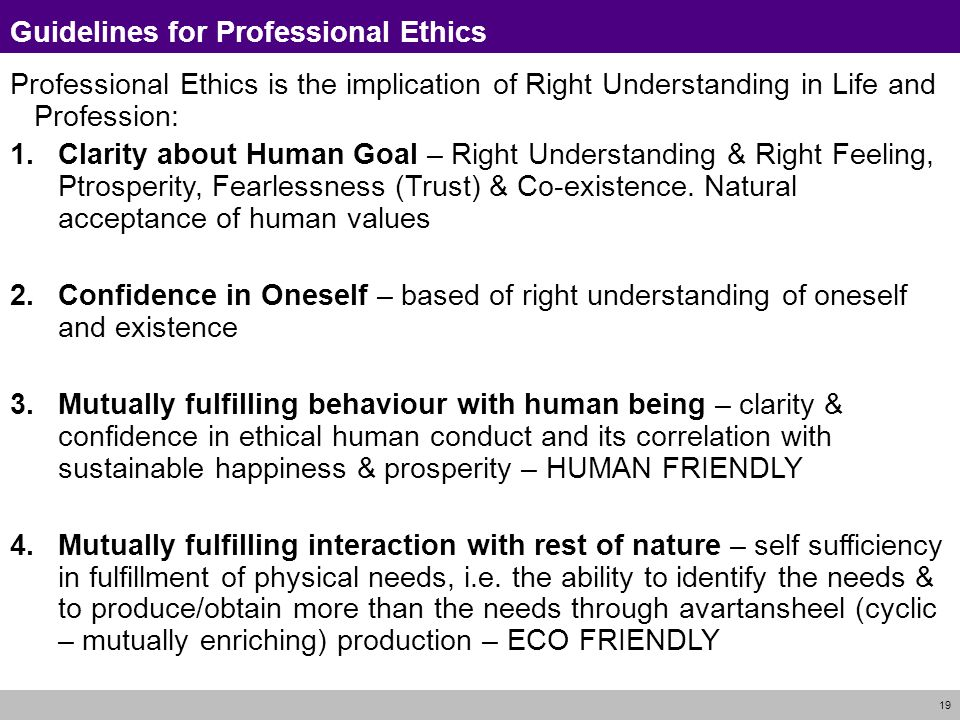 Guidelines for Professional Ethics
Professional Ethics is the implication of Right Understanding in Life and
Profession:
1. Clarity about Human Goal – Right Understanding & Right Feeling,
Ptrosperity, Fearlessness (Trust) & Co-existence. Natural
acceptance of human values
2. Confidence in Oneself – based of right understanding of oneself
and existence
3. Mutually fulfilling behaviour with human being – clarity &
confidence in ethical human conduct and its correlation with
sustainable happiness & prosperity – HUMAN FRIENDLY
4. Mutually fulfilling interaction with rest of nature – self sufficiency
in fulfillment of physical needs, i.e. the ability to identify the needs &
to produce/obtain more than the needs through avartansheel (cyclic
– mutually enriching) production – ECO FRIENDLY
19